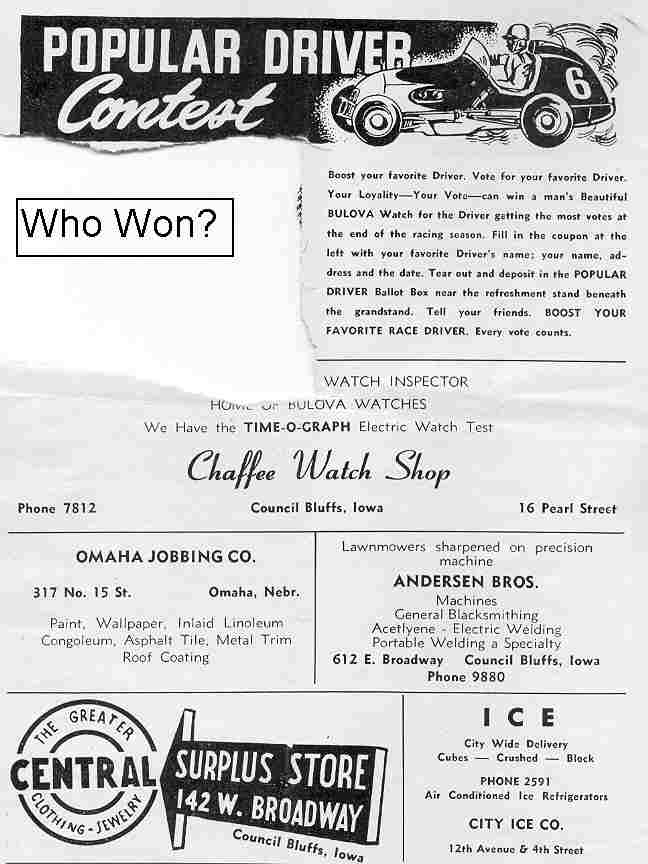 POPULAR DRIVER
Contest
6
Who Won?
Boost your favorite Driver. Vote for your favorite Driver.
Your Loyality—Your Vote—can win a man's Beautiful
BULOVA Watch for the Driver getting the most votes at
the end of the racing season. Fill in the coupon at the
left with your favorite Driver's name; your name, ad-
dress and the date. Tear out and deposit in the POPULAR
DRIVER Ballot Box near the refreshment stand beneath
the grandstand. Tell your friends. BOOST YOUR
FAVORITE RACE DRIVER. Every vote counts.
WATCH INSPECTOR
HOME OF BULOVA WATCHES
We Have the TIME-O-GRAPH Electric Watch Test
Chaffee Watch Shop
Phone 7812 Council Bluffs, Iowa 16 Pearl Street
OMAHA JOBBING CO.
317 No. 15 St. Omaha, Nebr.
Paint, Wallpaper, Inlaid Linoleum
Congoleum, Asphalt Tile, Metal Trim
Roof Coating
Lawnmowers sharpened on precision
machine
ANDERSEN BROS.
Machines
General Blacksmithing
Acetlyene - Electric Welding
Portable Welding a Specialty
612 E. Broadway Council Bluffs, Iowa
Phone 9880
THE GREATER
CENTRAL
CLOTHING - JEWELRY
SURPLUS STORE
142 W. BROADWAY
Council Bluffs, Iowa
ICE
City Wide Delivery
Cubes — Crushed — Block
PHONE 2591
Air Conditioned Ice Refrigerators
CITY ICE CO.
12th Avenue & 4th Street